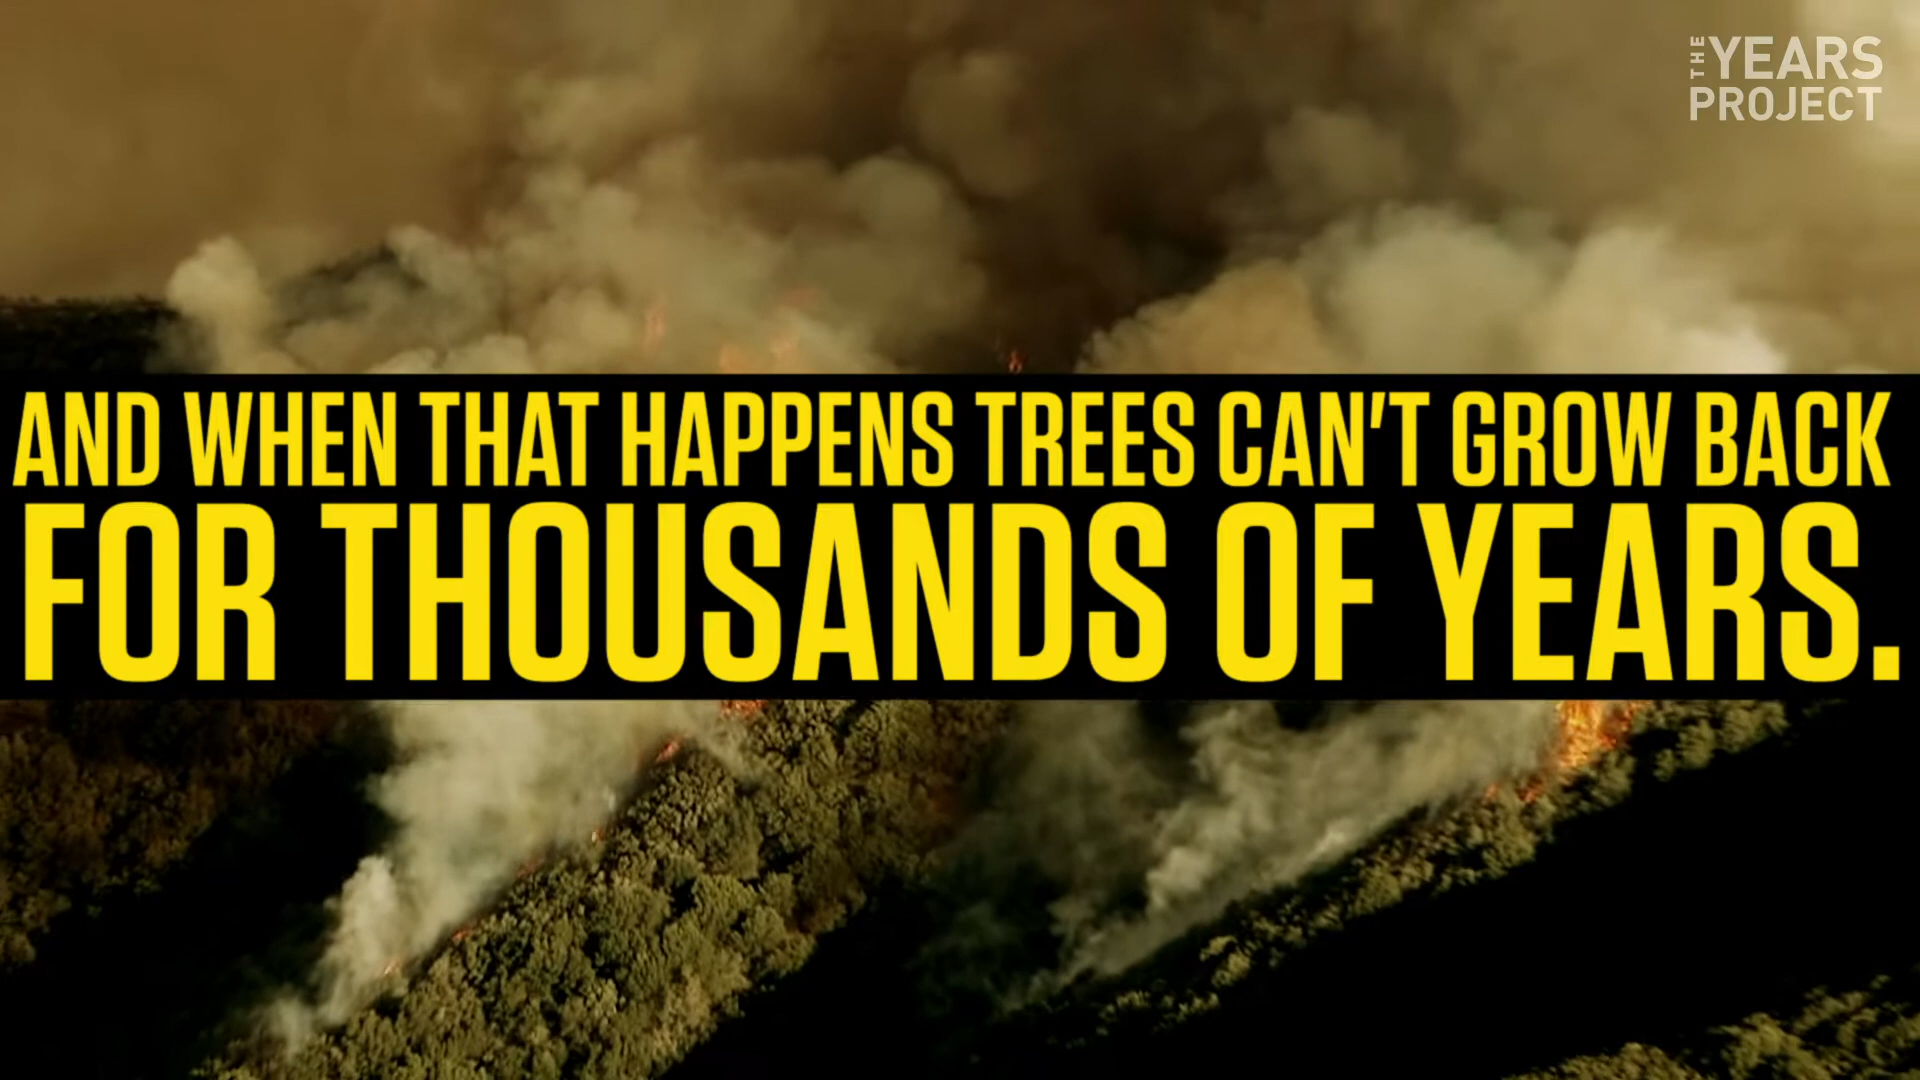 THE YEARS
PROJECT
AND WHEN THAT HAPPENS TREES CAN'T GROW BACK
FOR THOUSANDS OF YEARS.